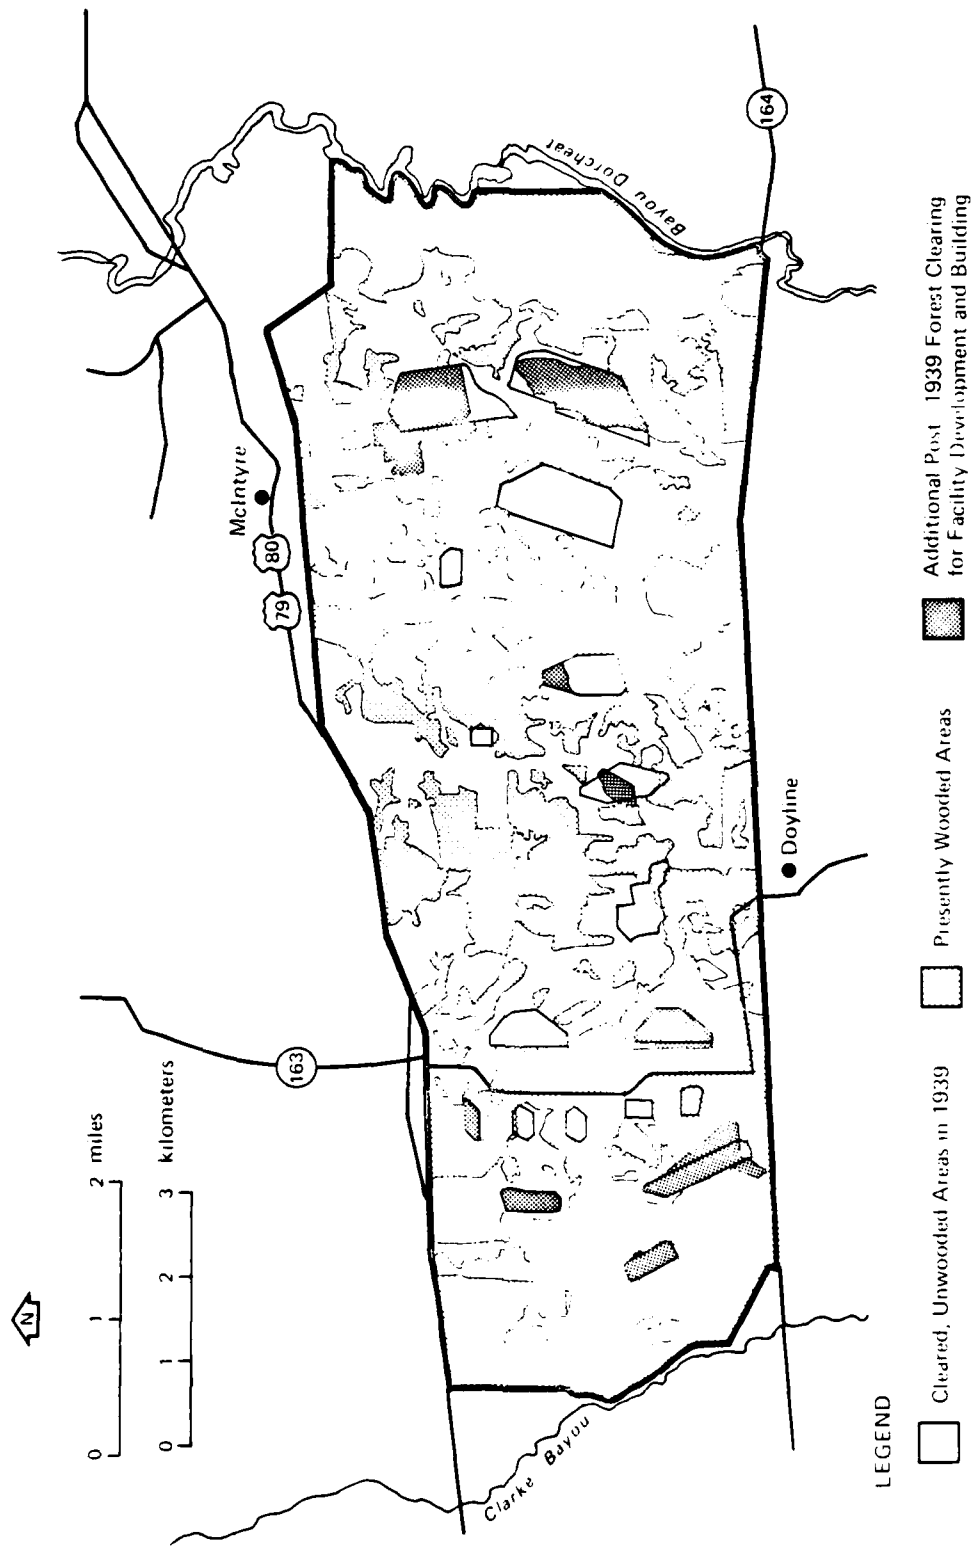 N
0 1 2 miles
0 1 2 3 kilometers
163
79
80
McIntyre
Clarke Bayou
Doyline
Bayou Dorcheat
164
LEGEND
Cleared, Unwooded Areas in 1939
Presently Wooded Areas
Additional Post 1939 Forest Clearing
for Facility Development and Building